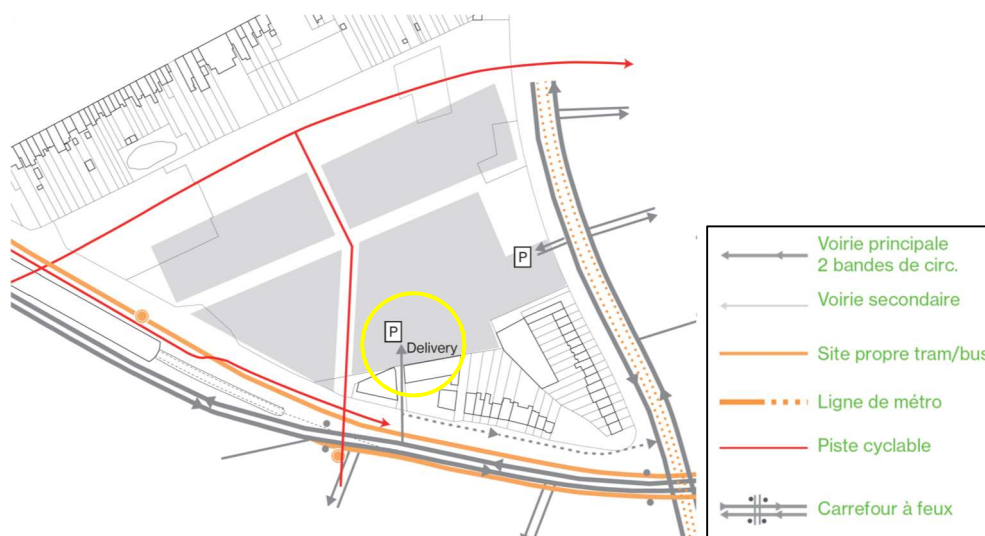 P
P
Delivery
Voirie principale
2 bandes de circ.
Voirie secondaire
Site propre tram/bus
Ligne de métro
Piste cyclable
Carrefour à feux